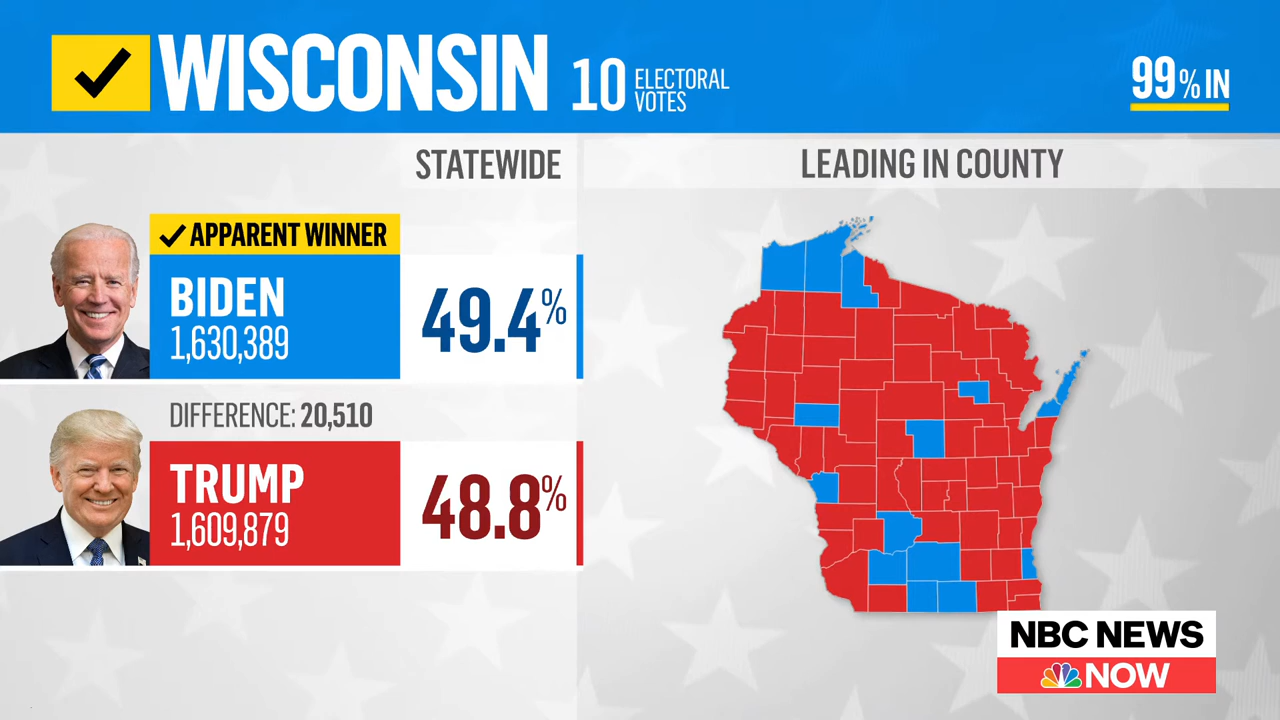 WISCONSIN
10 ELECTORAL
VOTES
99% IN
STATEWIDE
LEADING IN COUNTY
APPARENT WINNER
BIDEN
1,630,389
49.4%
DIFFERENCE: 20,510
TRUMP
1,609,879
48.8%
NBC NEWS
NOW